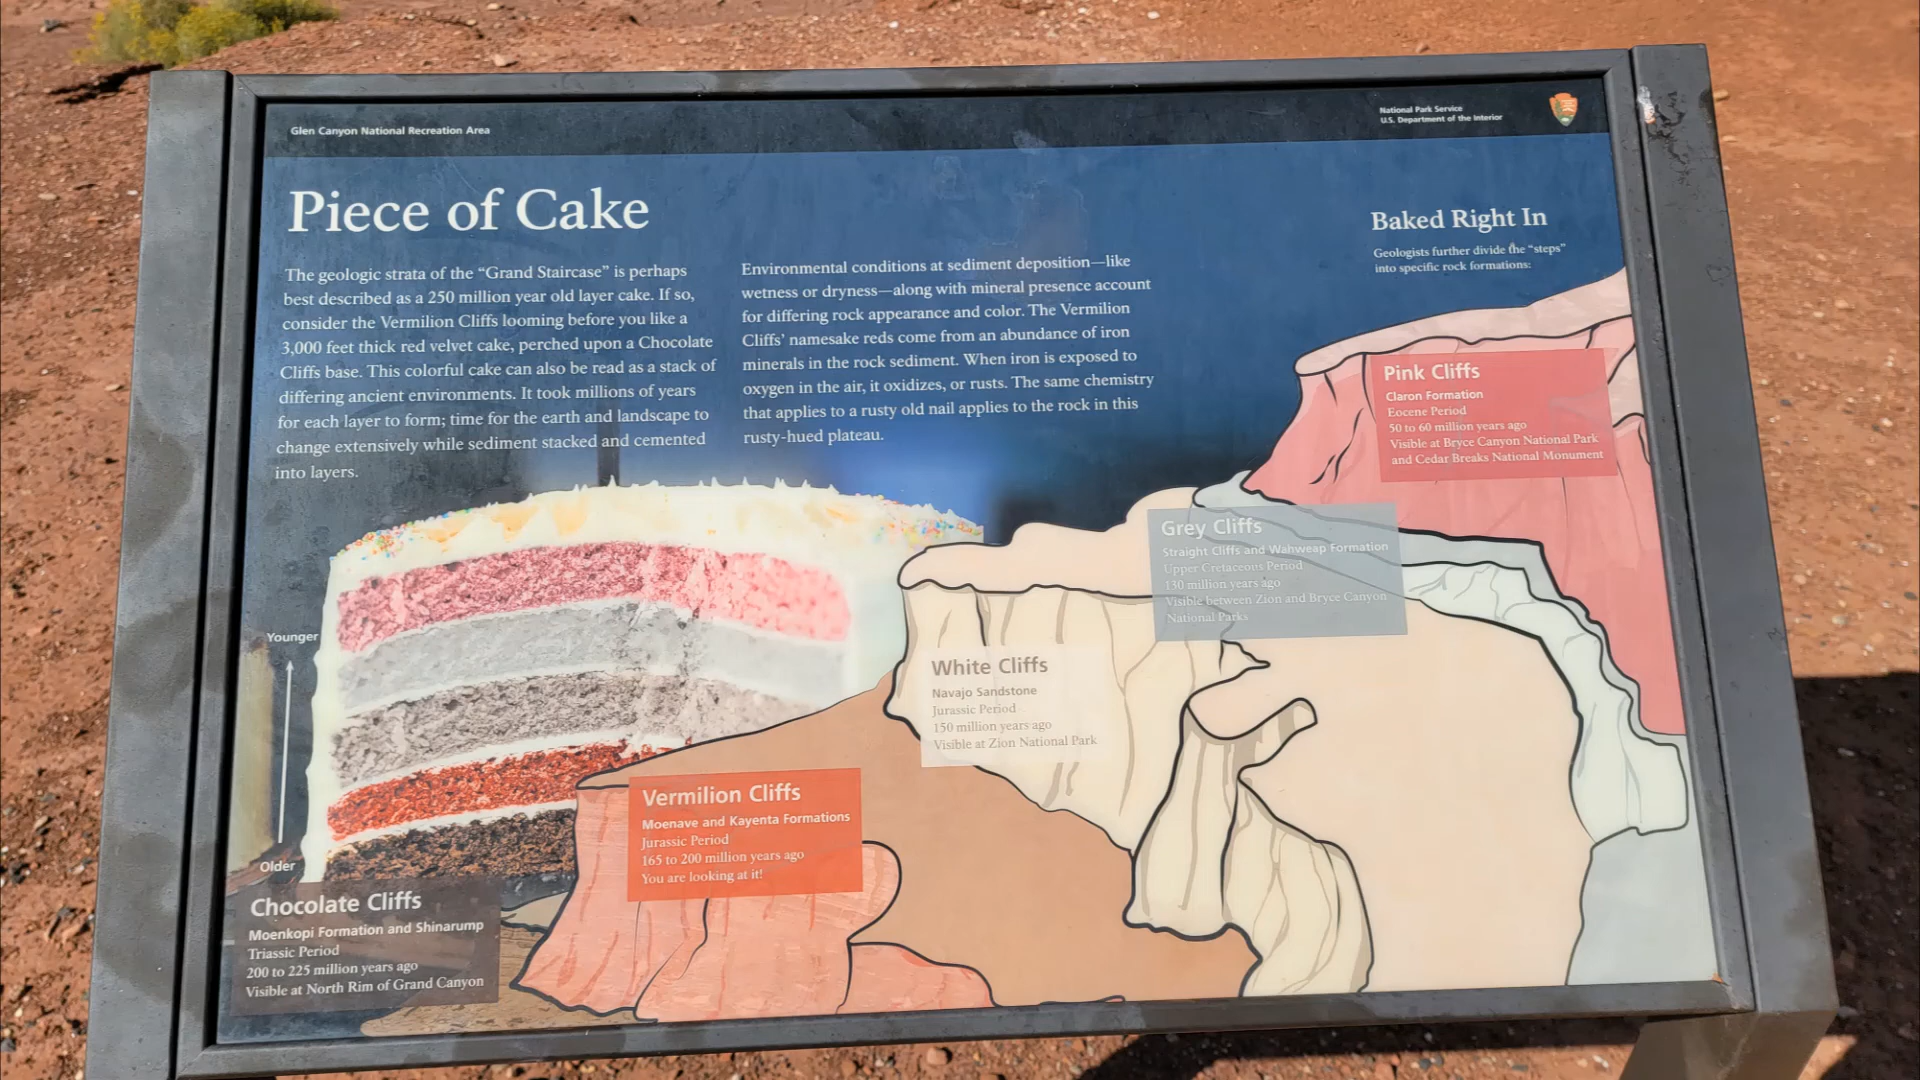 Glen Canyon National Recreation Area
National Park Service
U.S. Department of the Interior
Piece of Cake
The geologic strata of the “Grand Staircase” is perhaps
best described as a 250 million year old layer cake. If so,
consider the Vermilion Cliffs looming before you like a
3,000 feet thick red velvet cake, perched upon a Chocolate
Cliffs base. This colorful cake can also be read as a stack of
differing ancient environments. It took millions of years
for each layer to form; time for the earth and landscape to
change extensively while sediment stacked and cemented
into layers.
Environmental conditions at sediment deposition—like
wetness or dryness—along with mineral presence account
for differing rock appearance and color. The Vermilion
Cliffs’ namesake reds come from an abundance of iron
minerals in the rock sediment. When iron is exposed to
oxygen in the air, it oxidizes, or rusts. The same chemistry
that applies to a rusty old nail applies to the rock in this
rusty-hued plateau.
Baked Right In
Geologists further divide the “steps”
into specific rock formations:
Pink Cliffs
Claron Formation
Eocene Period
50 to 60 million years ago
Visible at Bryce Canyon National Park
and Cedar Breaks National Monument
Grey Cliffs
Straight Cliffs and Wahweap Formation
Upper Cretaceous Period
130 million years ago
Visible between Zion and Bryce Canyon
National Parks
White Cliffs
Navajo Sandstone
Jurassic Period
150 million years ago
Visible at Zion National Park
Vermilion Cliffs
Moenave and Kayenta Formations
Jurassic Period
165 to 200 million years ago
You are looking at it!
Younger
Older
Chocolate Cliffs
Moenkopi Formation and Shinarump
Triassic Period
200 to 225 million years ago
Visible at North Rim of Grand Canyon